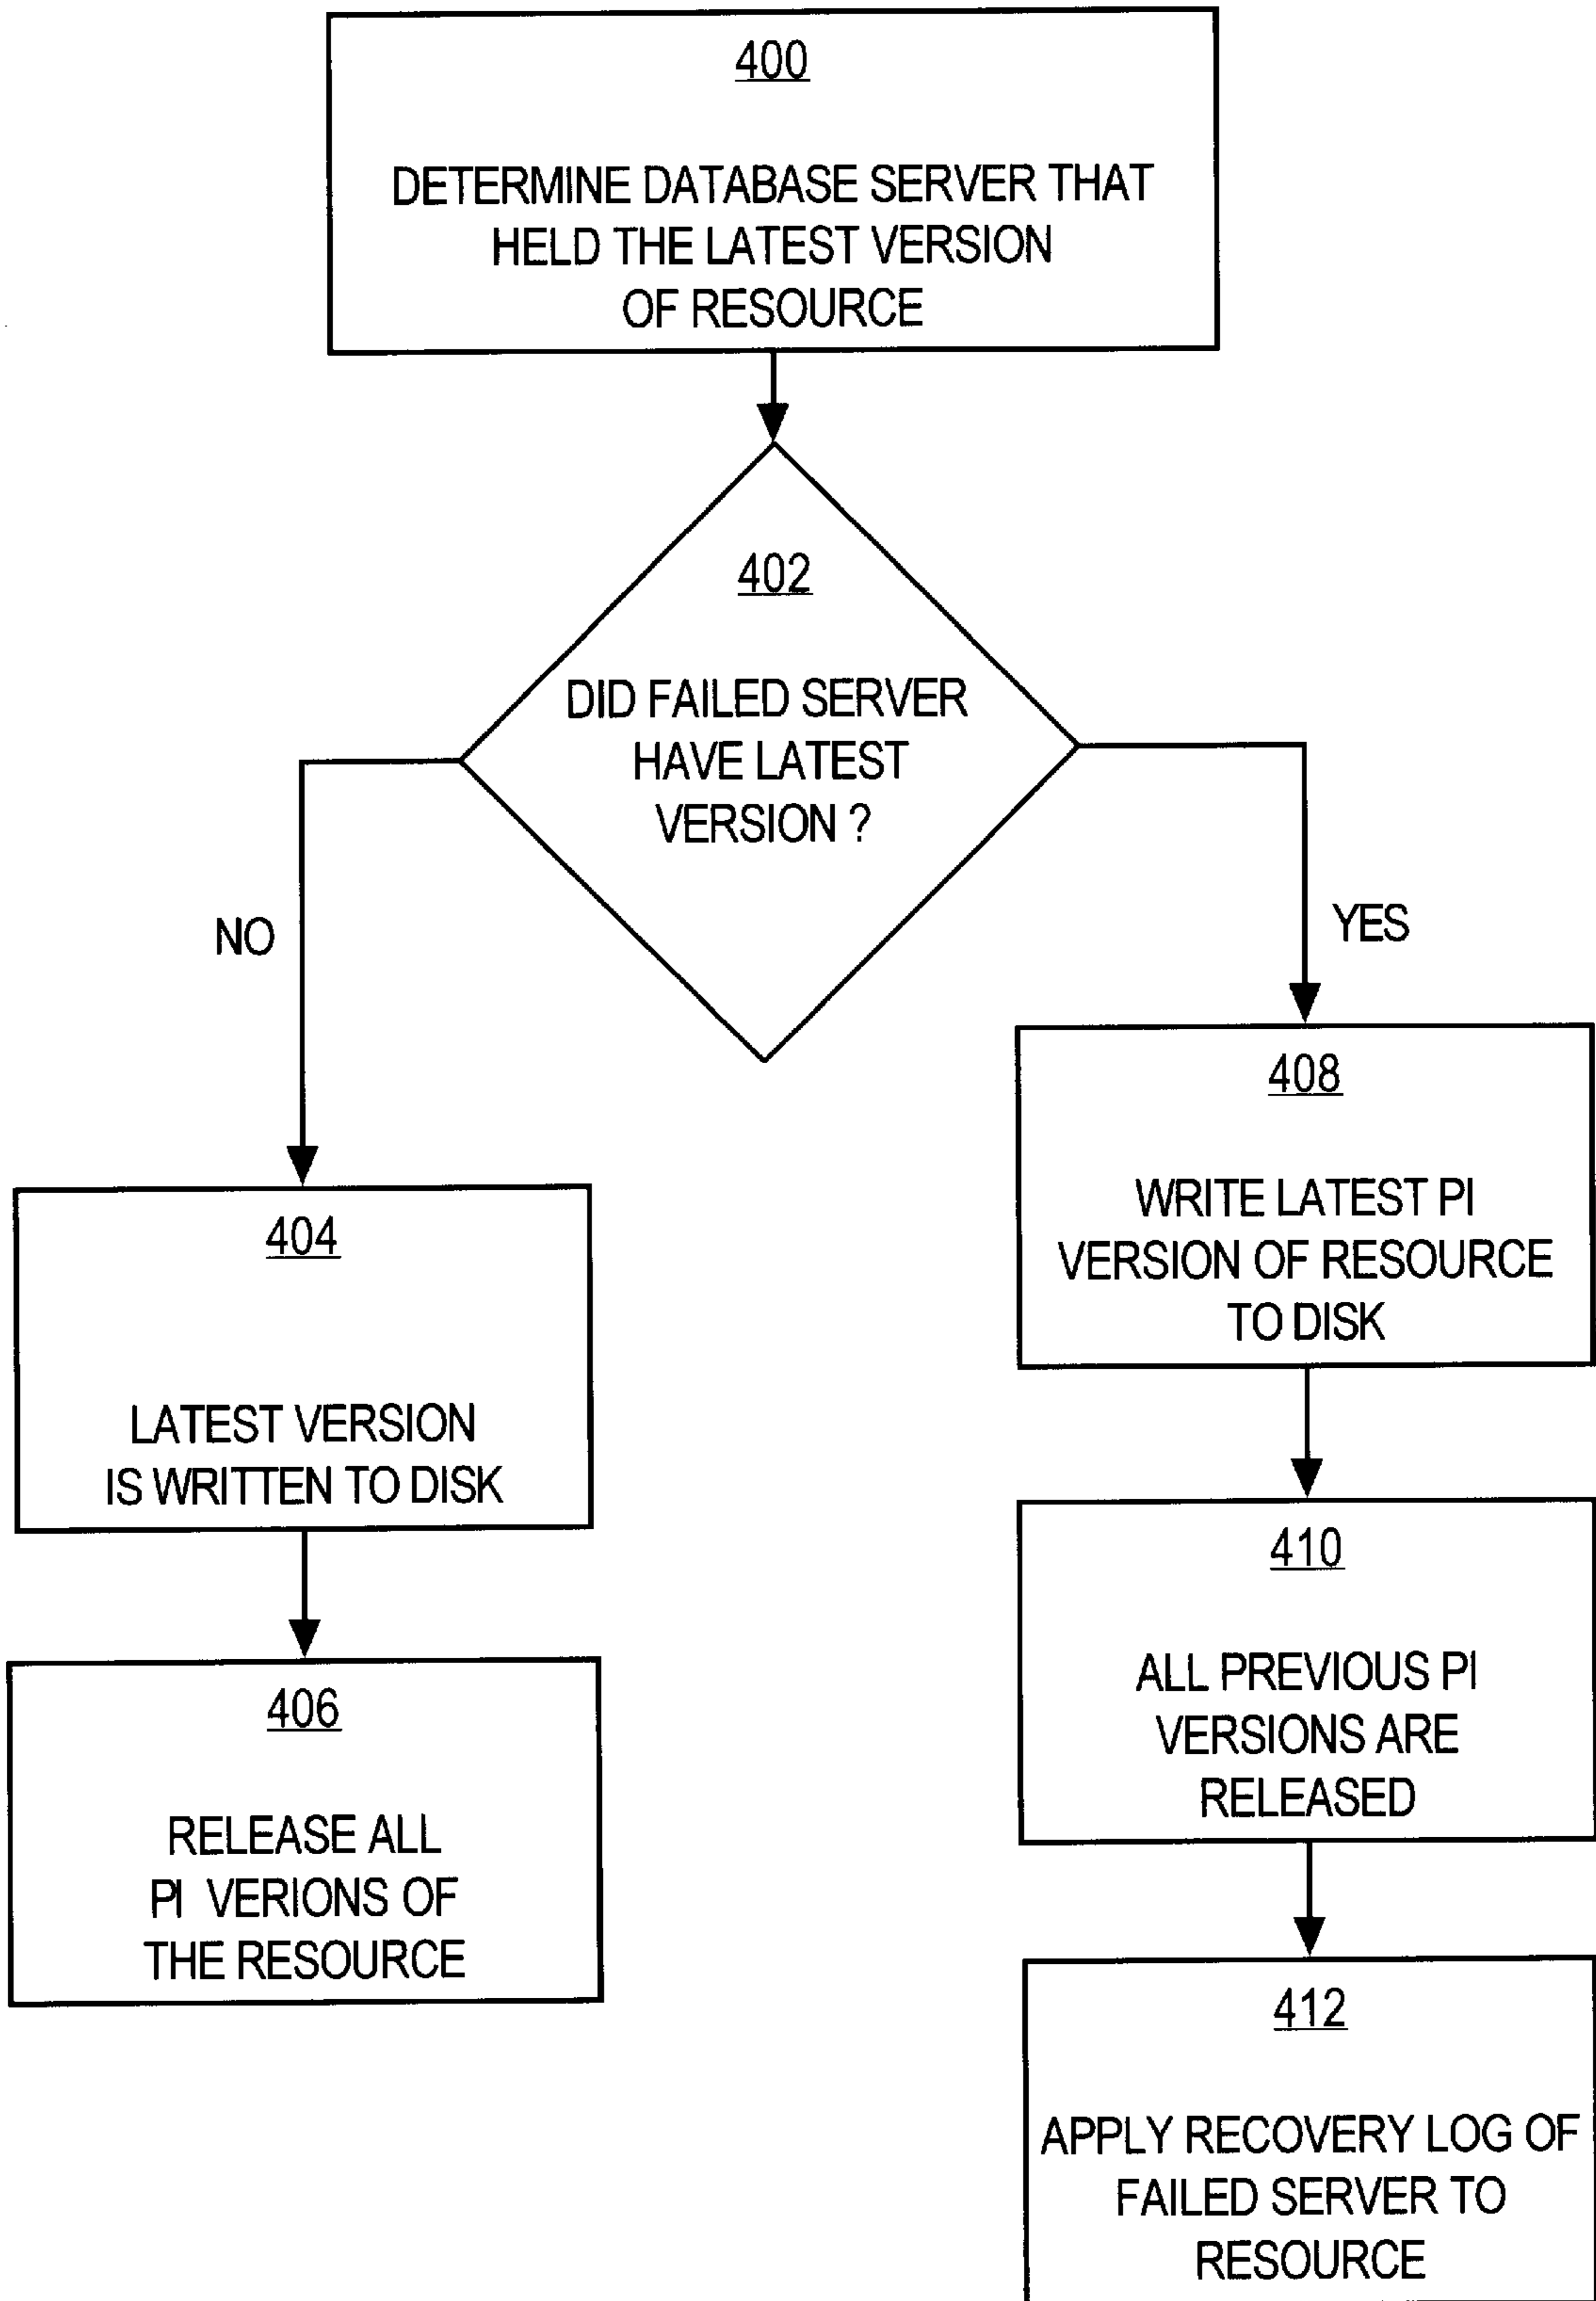 400
DETERMINE DATABASE SERVER THAT
HELD THE LATEST VERSION
OF RESOURCE
402
DID FAILED SERVER
HAVE LATEST
VERSION ?
NO
YES
404
LATEST VERSION
IS WRITTEN TO DISK
406
RELEASE ALL
PI VERIONS OF
THE RESOURCE
408
WRITE LATEST PI
VERSION OF RESOURCE
TO DISK
410
ALL PREVIOUS PI
VERSIONS ARE
RELEASED
412
APPLY RECOVERY LOG OF
FAILED SERVER TO
RESOURCE